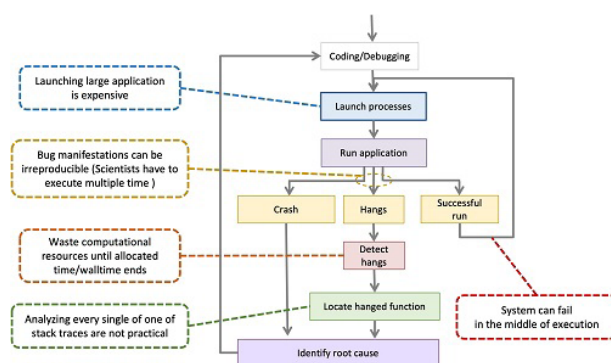 Coding/Debugging
Launching large application
is expensive
Launch processes
Run application
Bug manifestations can be
irreproducible (Scientists have to
execute multiple time )
Crash
Hangs
Successful
run
Waste computational
resources until allocated
time/walltime ends
Detect
hangs
Analyzing every single of one of
stack traces are not practical
Locate hanged function
System can fail
in the middle of execution
Identify root cause